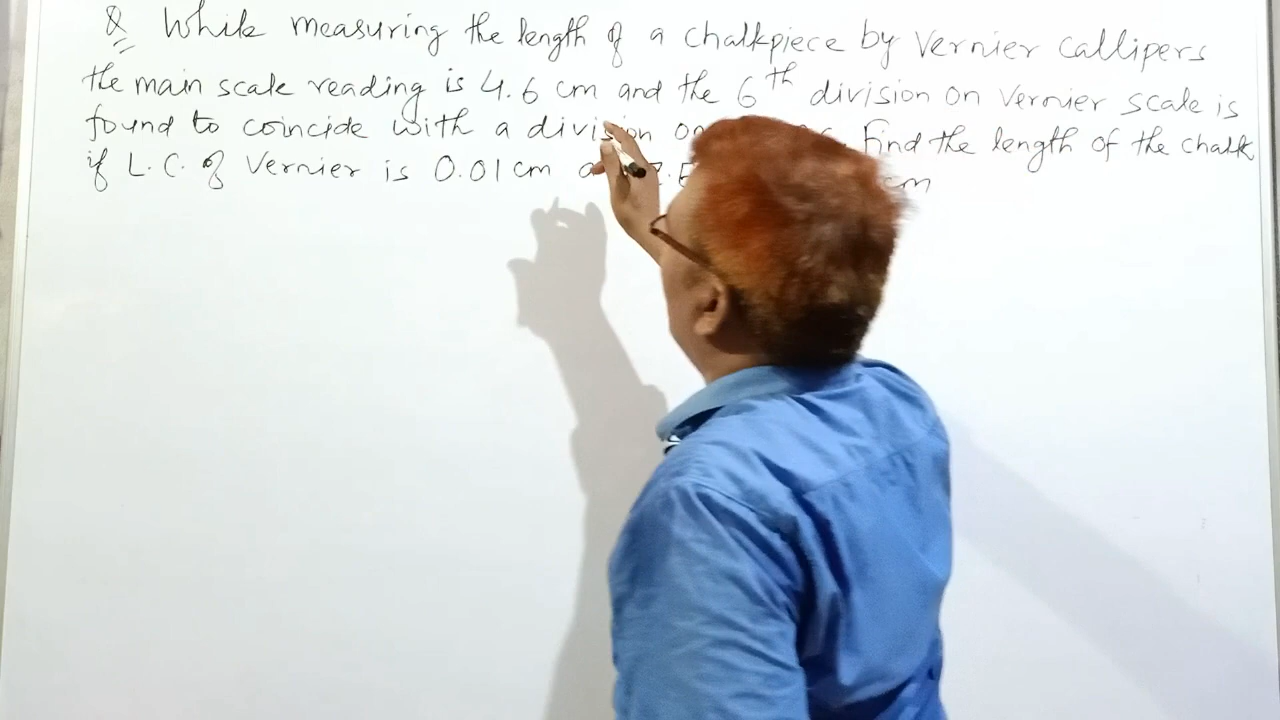 Q While measuring the length of a chalkpiece by Vernier Callipers
the main scale reading is 4.6 cm and the 6th division on Vernier scale is
found to coincide with a division on Find the length of the chalk
if L.C. of Vernier is 0.01 cm cm